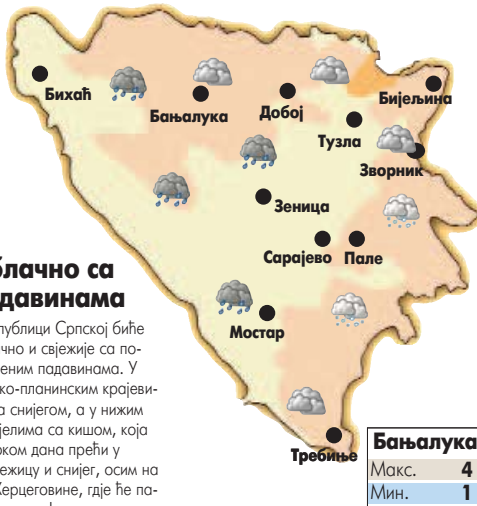 Бихаћ
Бањалука
Добој
Бијељина
Тузла
Зворник
Зеница
Сарајево Пале
Мостар
Требиње
блачно са
давинама
публици Српској биће
чно и свјежије са по-
еним падавинама. У
ко-планинским крајеви-
а снијегом, а у нижим
јелима са кишом, која
ком дана прећи у
ежицу и снијег, осим на
Херцеговине, гдје ће па-
Бањалука
Макс. 4
Мин. 1